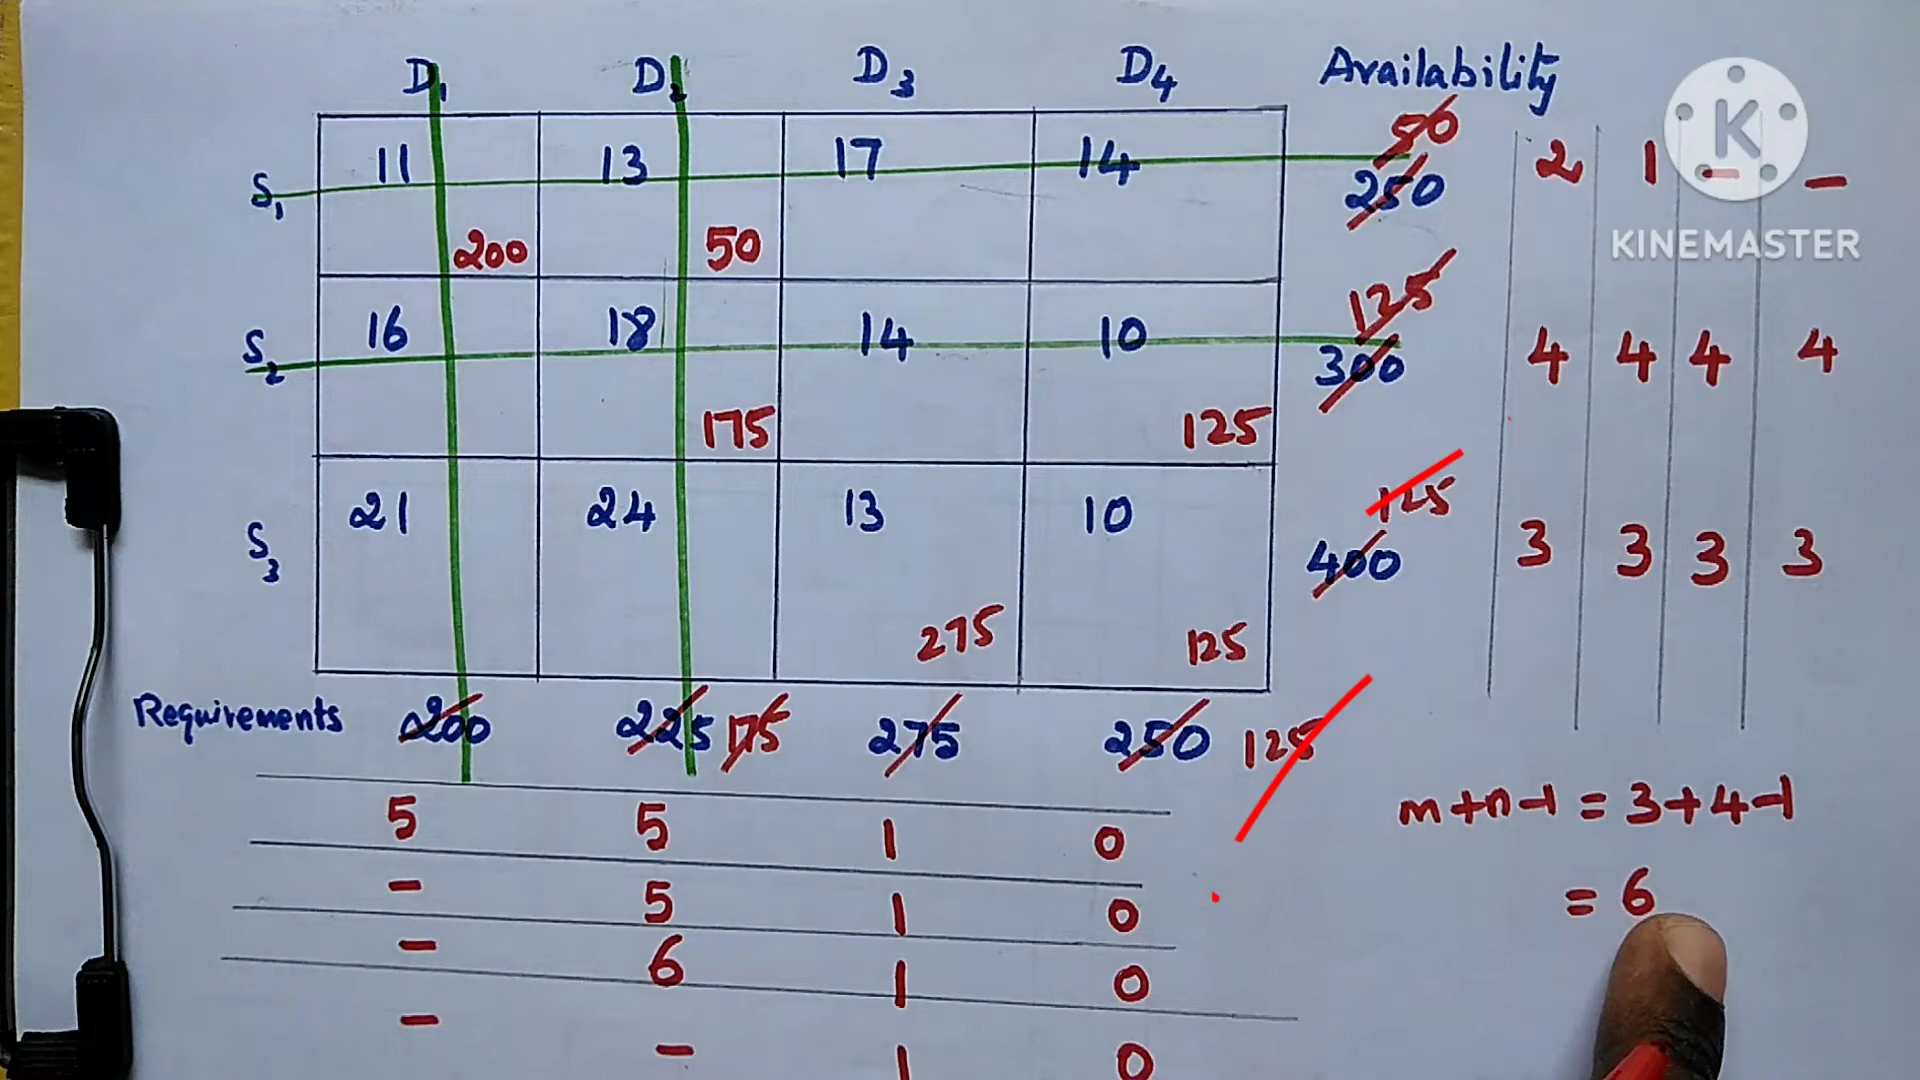 D1 D2 D3 D4 Availability
50
S1 11 13 17 14 250 2 1 - -
200 50
KINEMASTER
125
S2 16 18 14 10 300 4 4 4 4
175 125
125
S3 21 24 13 10 400 3 3 3 3
275 125
Requirements 200 225 175 275 250 125
5 5 1 0
m+n-1 = 3+4-1
- 5 1 0
= 6
- 6 1 0
- - 1 0